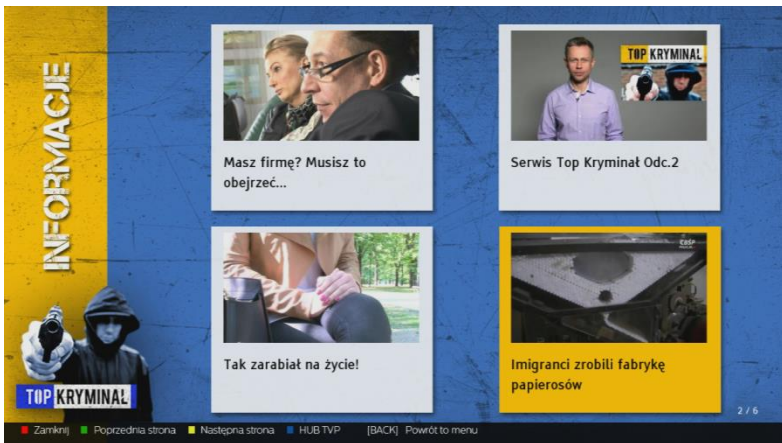 INFORMACJE
Masz firmę? Musisz to
obejrzeć...
TOP KRYMINAŁ
Serwis Top Kryminał Odc.2
Tak zarabiał na życie!
Imigranci zrobili fabrykę
papierosów
TOP KRYMINAŁ
2 / 6
Zamknij Poprzednia strona Następna strona HUB TVP [BACK] Powrót to menu